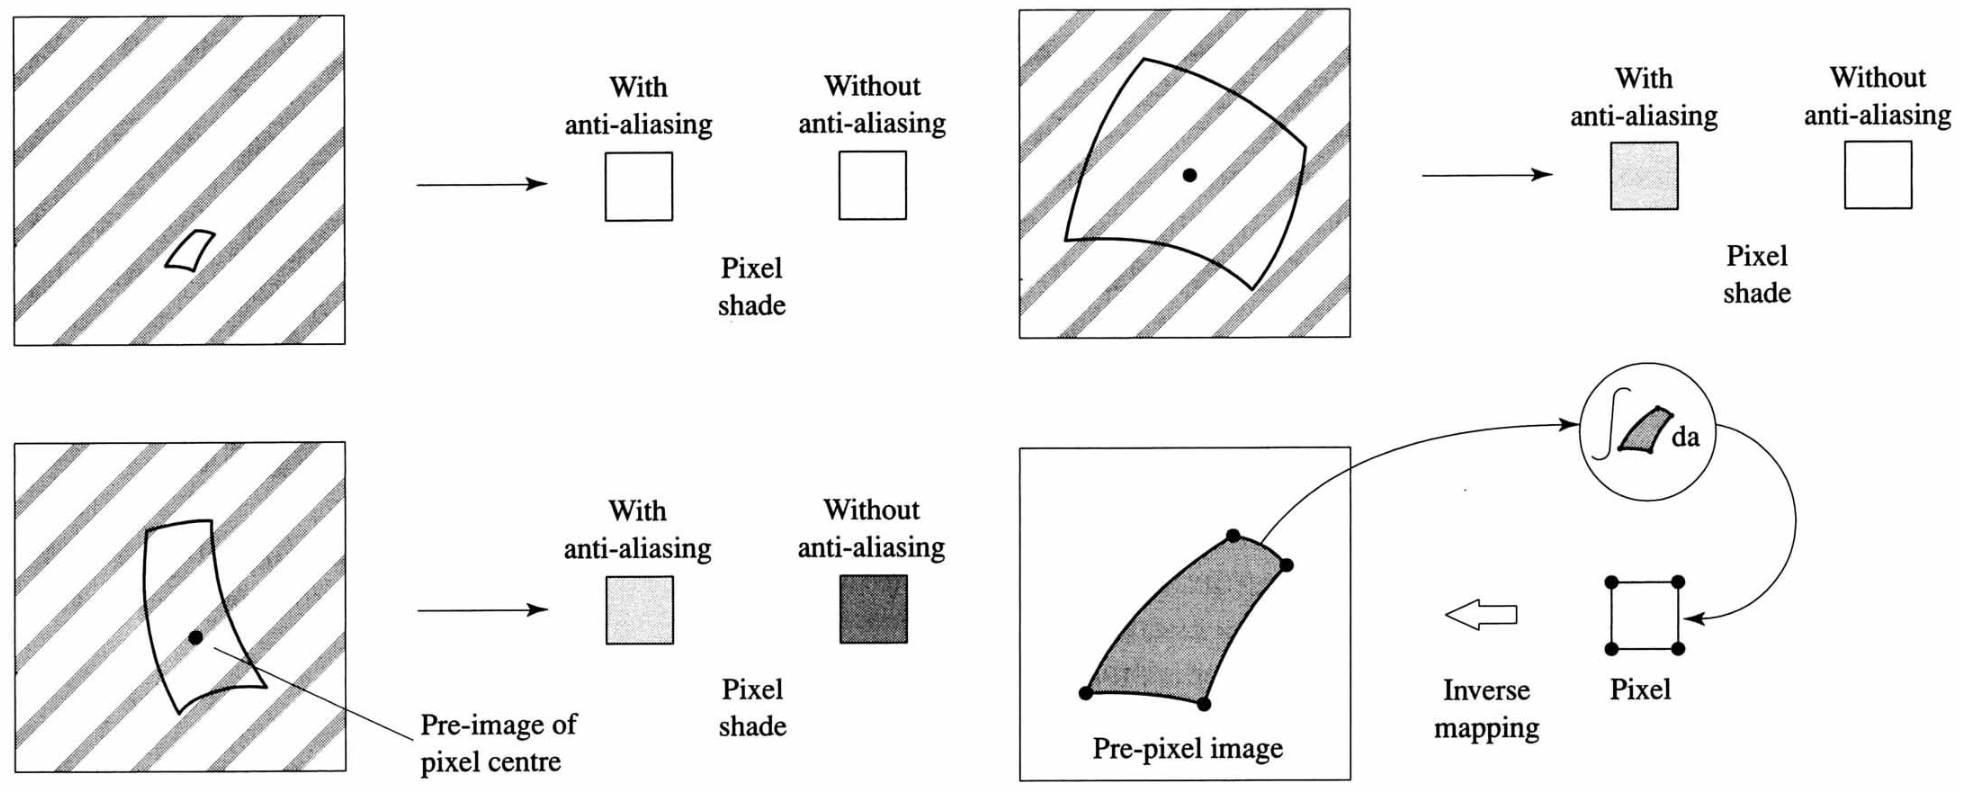 With
anti-aliasing
Without
anti-aliasing
Pixel
shade
With
anti-aliasing
Without
anti-aliasing
Pixel
shade
With
anti-aliasing
Without
anti-aliasing
Pixel
shade
Pre-image of
pixel centre
∫ da
Pre-pixel image
Inverse
mapping
Pixel